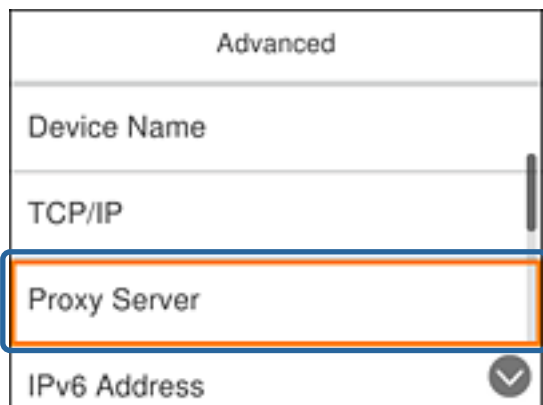 Advanced
Device Name
TCP/IP
Proxy Server
IPv6 Address